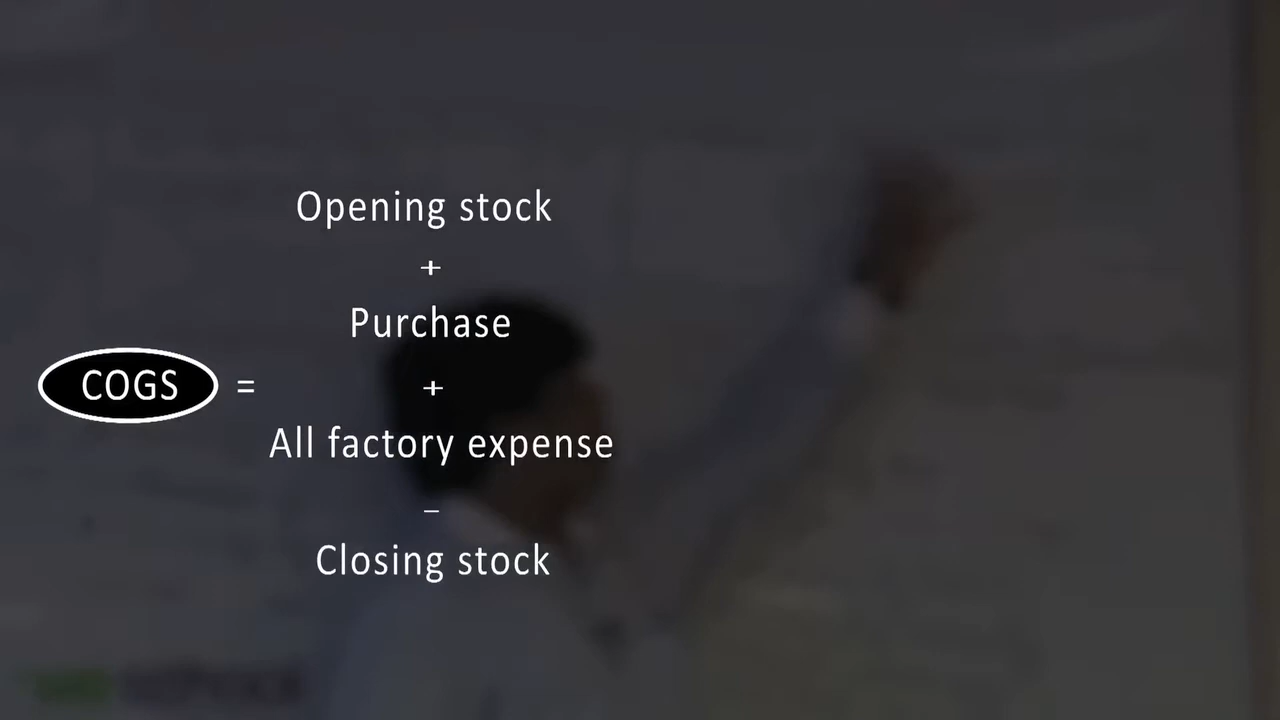 Opening stock
+
Purchase
COGS = +
All factory expense
–
Closing stock